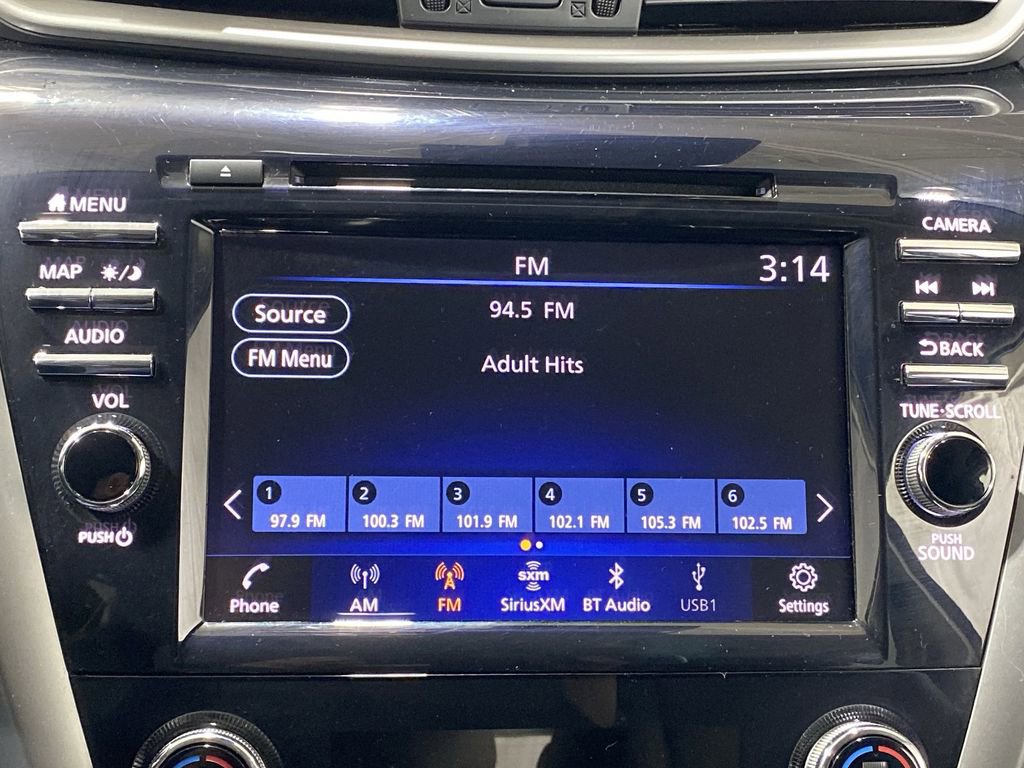 MENU
MAP
AUDIO
VOL
PUSH
FM
3:14
Source
94.5 FM
FM Menu
Adult Hits
1
97.9 FM
2
100.3 FM
3
101.9 FM
4
102.1 FM
5
105.3 FM
6
102.5 FM
Phone
AM
FM
sxm
SiriusXM
BT Audio
USB1
Settings
CAMERA
BACK
TUNE·SCROLL
PUSH
SOUND